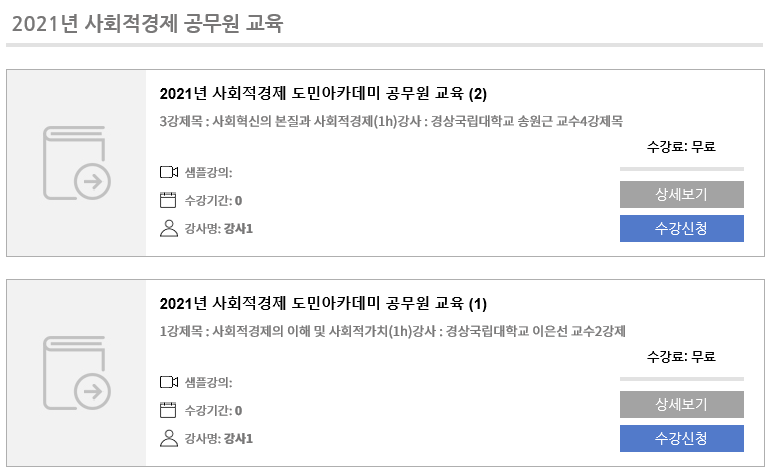 2021년 사회적경제 공무원 교육
2021년 사회적경제 도민아카데미 공무원 교육 (2)
3강제목 : 사회혁신의 본질과 사회적경제(1h)강사 : 경상국립대학교 송원근 교수4강제목
수강료: 무료
샘플강의:
상세보기
수강기간: 0
수강신청
강사명: 강사1
2021년 사회적경제 도민아카데미 공무원 교육 (1)
1강제목 : 사회적경제의 이해 및 사회적가치(1h)강사 : 경상국립대학교 이은선 교수2강제
수강료: 무료
샘플강의:
상세보기
수강기간: 0
수강신청
강사명: 강사1